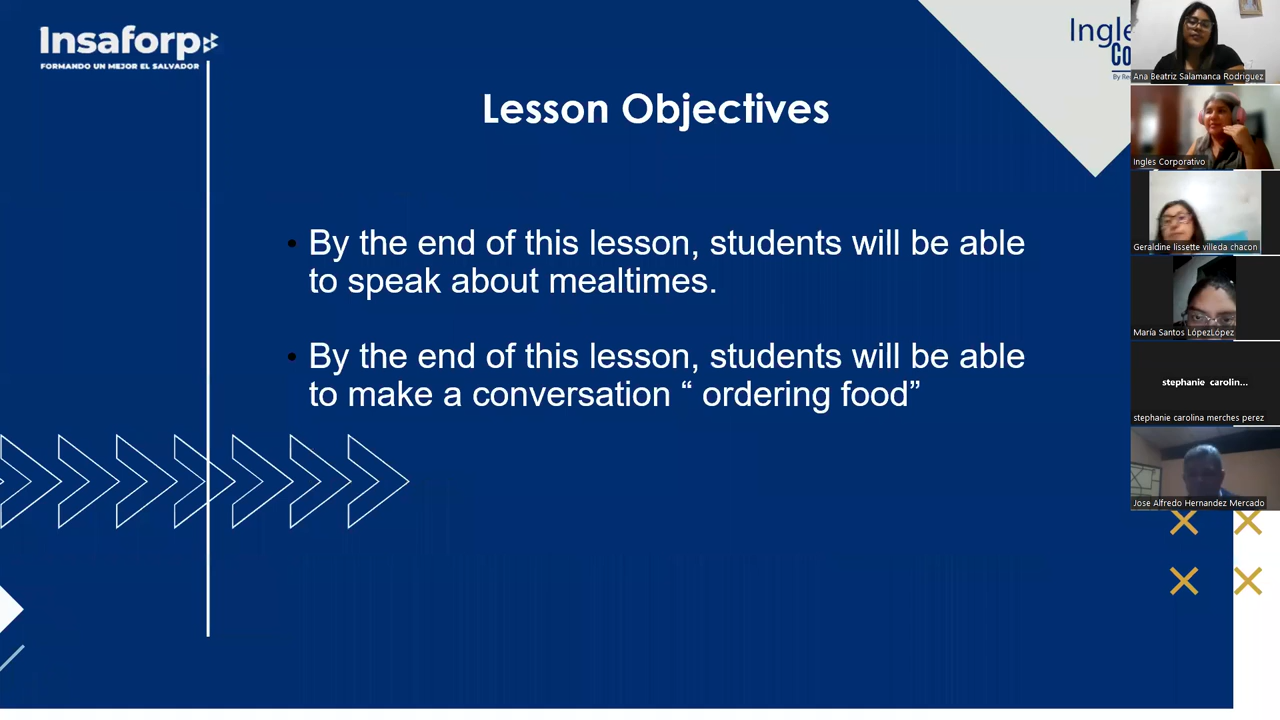 Insaforp
FORMANDO UN MEJOR EL SALVADOR
Lesson Objectives
• By the end of this lesson, students will be able
to speak about mealtimes.
• By the end of this lesson, students will be able
to make a conversation “ ordering food”
Ana Beatriz Salamanca Rodriguez
Ingles Corporativo
Geraldine lissette villeda chacon
María Santos LópezLópez
stephanie carolin...
stephanie carolina merches perez
Jose Alfredo Hernandez Mercado